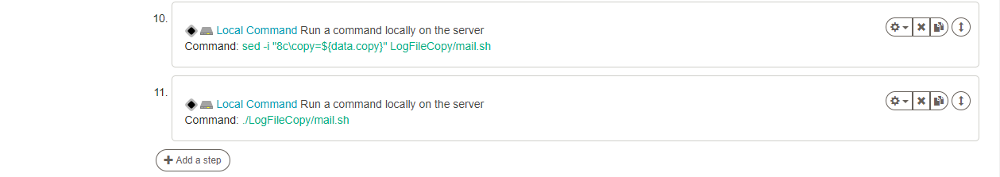 10.
Local Command Run a command locally on the server
Command: sed -i "8c\copy=${data.copy}" LogFileCopy/mail.sh
11.
Local Command Run a command locally on the server
Command: ./LogFileCopy/mail.sh
Add a step